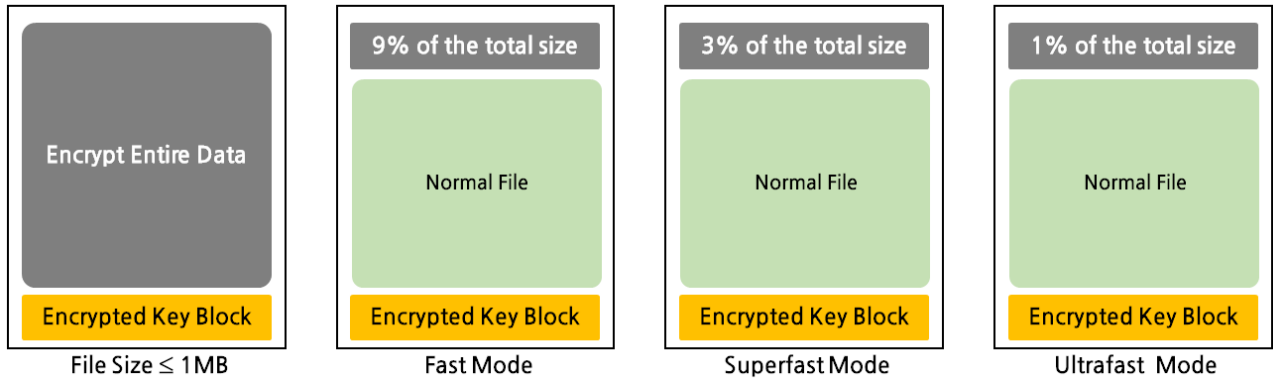 Encrypt Entire Data
Encrypted Key Block
File Size ≤ 1MB
9% of the total size
Normal File
Encrypted Key Block
Fast Mode
3% of the total size
Normal File
Encrypted Key Block
Superfast Mode
1% of the total size
Normal File
Encrypted Key Block
Ultrafast Mode